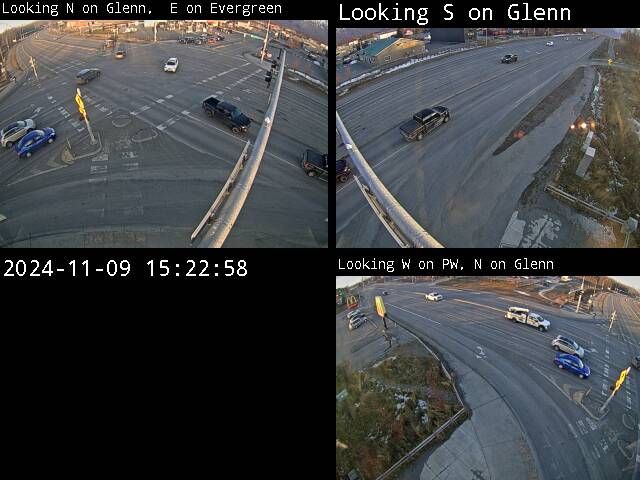 Looking N on Glenn,  E on Evergreen
Looking S on Glenn
2024-11-09 15:22:58
Looking W on PW, N on Glenn